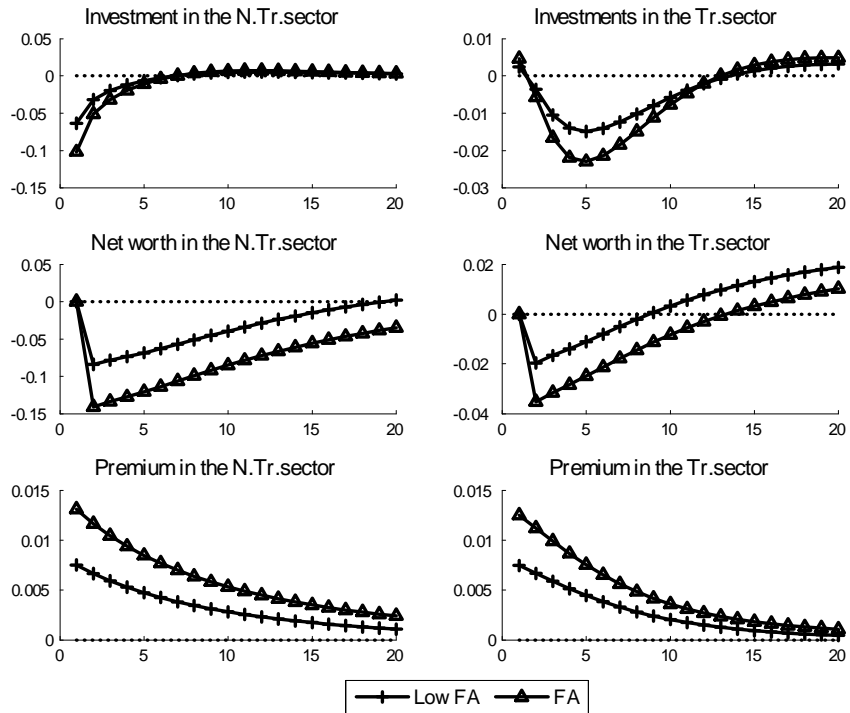 Investment in the N.Tr.sector
0.05
0
-0.05
-0.1
-0.15
0 5 10 15 20
Investments in the Tr.sector
0.01
0
-0.01
-0.02
-0.03
0 5 10 15 20
Net worth in the N.Tr.sector
0.05
0
-0.05
-0.1
-0.15
0 5 10 15 20
Net worth in the Tr.sector
0.02
0
-0.02
-0.04
0 5 10 15 20
Premium in the N.Tr.sector
0.015
0.01
0.005
0
0 5 10 15 20
Premium in the Tr.sector
0.015
0.01
0.005
0
0 5 10 15 20
Low FA FA